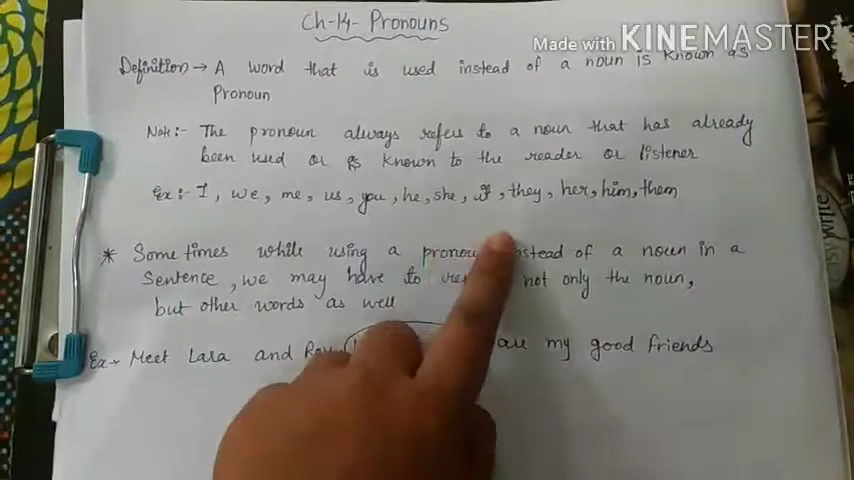 Ch-14- Pronouns
Made with KINEMASTER
Definition → A word that is used instead of a noun is known as
Pronoun
Note:- The pronoun always refers to a noun that has already
been used or is known to the reader or listener
Ex:- I, we, me, us, you, he, she, it, they, her, him, them
* Sometimes while using a pronoun instead of a noun in a
Sentence, we may have to not only the noun,
but other words as well
Ex→ Meet Lara and are my good friends
write